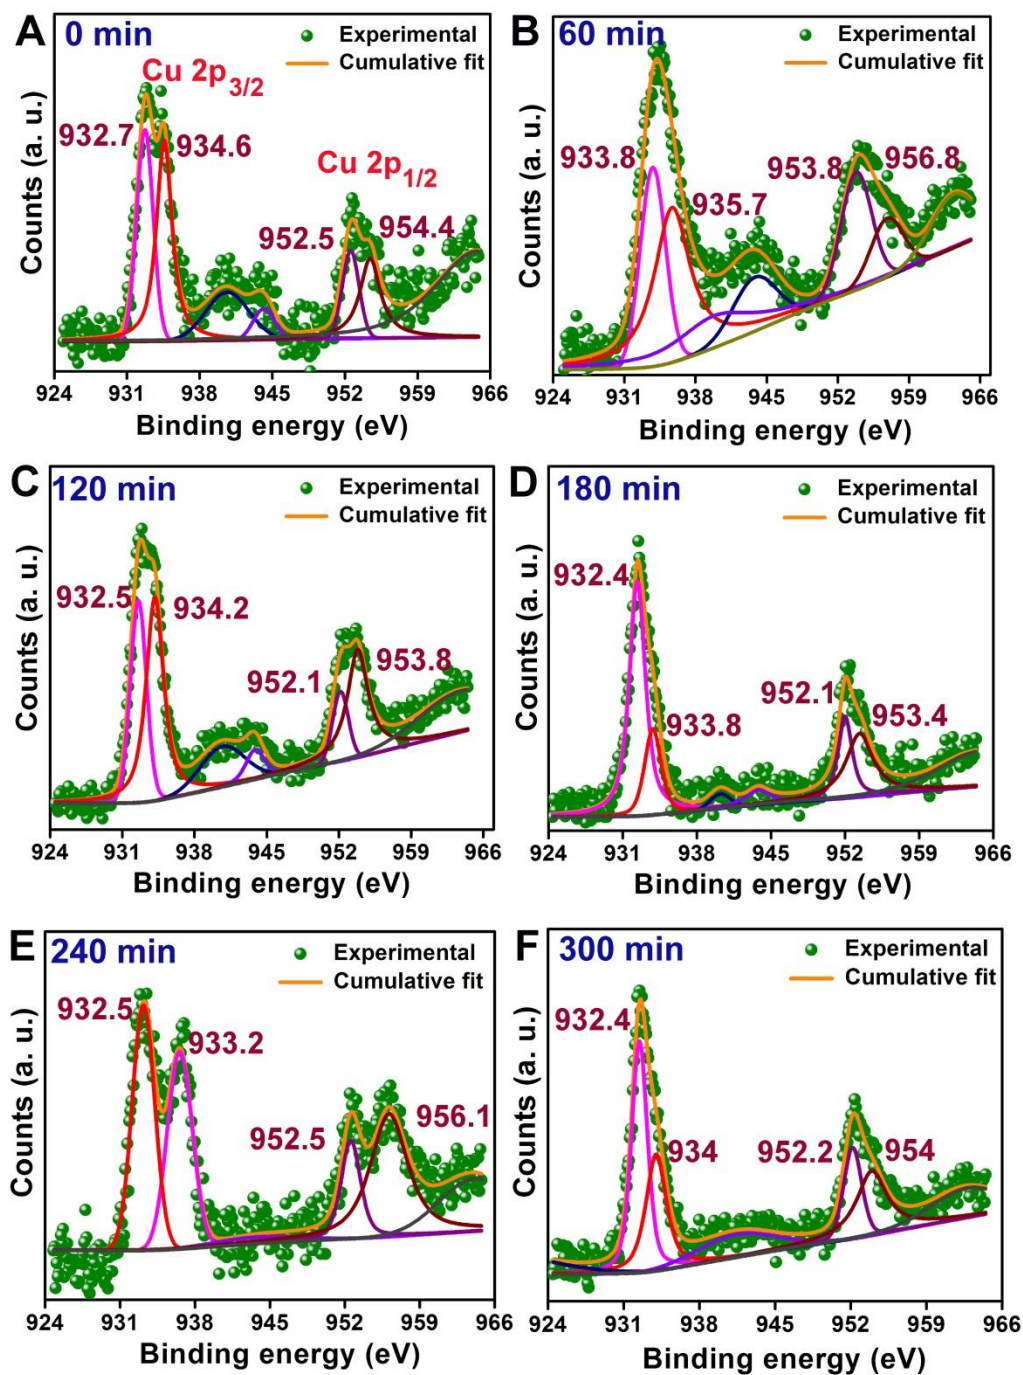 A
0 min
Experimental
Cumulative fit
Cu 2p3/2
932.7
934.6
Cu 2p1/2
952.5
954.4
Counts (a. u.)
924 931 938 945 952 959 966
Binding energy (eV)
B
60 min
Experimental
Cumulative fit
933.8
935.7
953.8
956.8
Counts (a. u.)
924 931 938 945 952 959 966
Binding energy (eV)
C
120 min
Experimental
Cumulative fit
932.5
934.2
952.1
953.8
Counts (a. u.)
924 931 938 945 952 959 966
Binding energy (eV)
D
180 min
Experimental
Cumulative fit
932.4
933.8
952.1
953.4
Counts (a. u.)
924 931 938 945 952 959 966
Binding energy (eV)
E
240 min
Experimental
Cumulative fit
932.5
933.2
952.5
956.1
Counts (a. u.)
924 931 938 945 952 959 966
Binding energy (eV)
F
300 min
Experimental
Cumulative fit
932.4
934
952.2
954
Counts (a. u.)
924 931 938 945 952 959 966
Binding energy (eV)